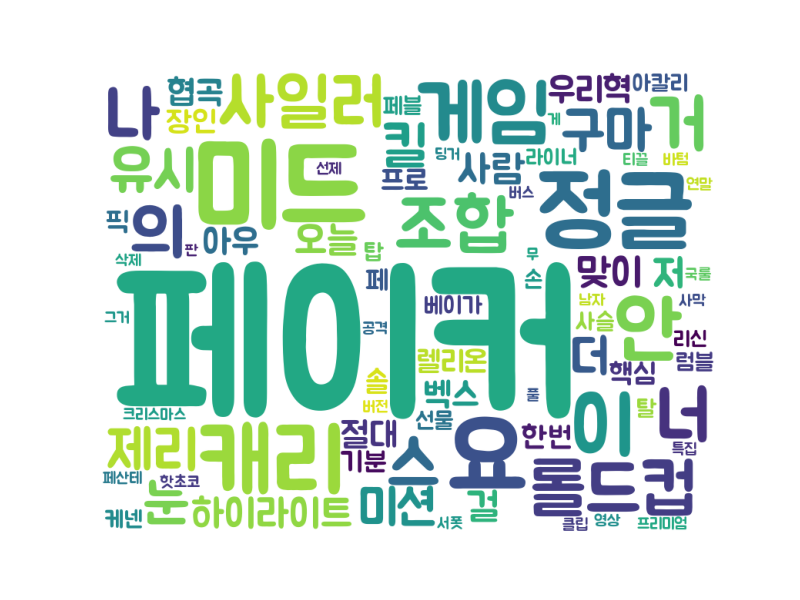 나 협곡 사일러 페블 게임 우리혁 아칼리
장인 킬 딩거 게 구마 거
유시 미드 선제 프로 사람 라이너 티끌 바텀
픽 의 아우 오늘 조합 버스 정글 연말
판 탑
삭제 페이커 페 무 손 맞이 저 국룰
그거 공격 베이가 남자 사슬 안 사막
렐리온 더 리신
솔 벡스 풀 핵심 럼블
크리스마스 버전 선물 탈
제리 캐리 절대 스 요 한번 이 너
기분 특집
페산테 핫초코 롤드컵
눈 하이라이트 미션 걸
케넨 서폿 클립 영상 프리미엄